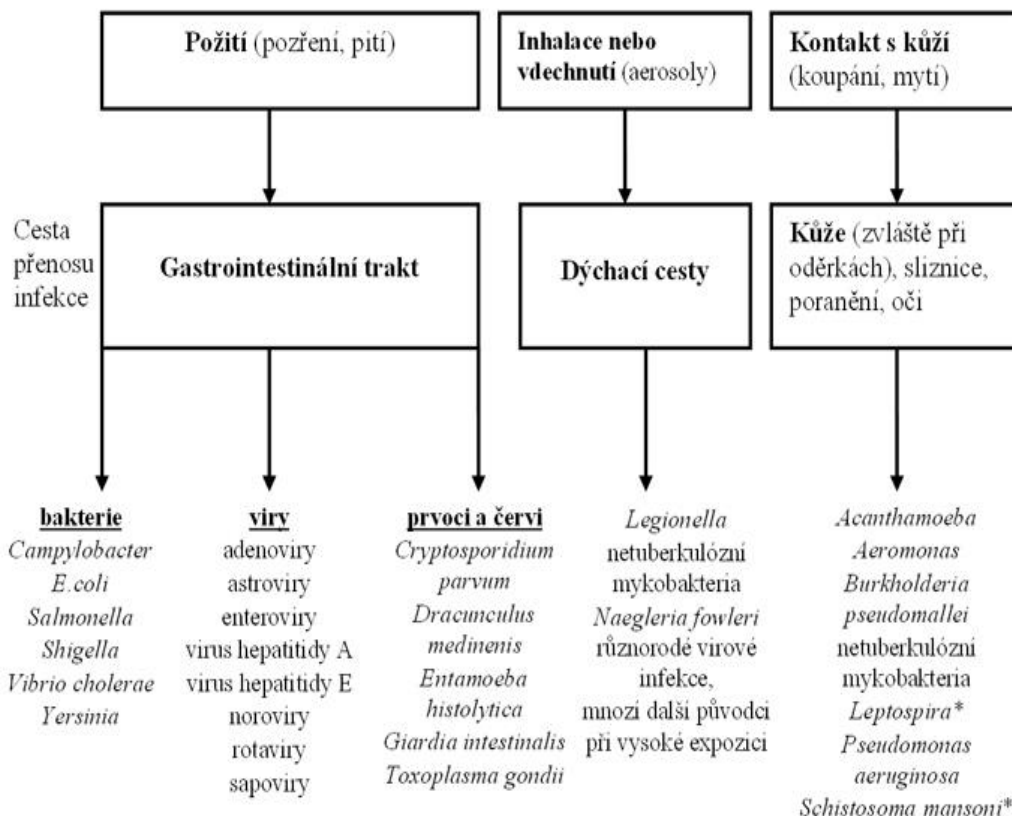 Požití (pozření, pití)
Inhalace nebo
vdechnutí (aerosoly)
Kontakt s kůží
(koupání, mytí)
Cesta
přenosu
infekce
Gastrointestinální trakt
Dýchací cesty
Kůže (zvláště při
oděrkách), sliznice,
poranění, oči
bakterie
Campylobacter
E.coli
Salmonella
Shigella
Vibrio cholerae
Yersinia
viry
adenoviry
astroviry
enteroviry
virus hepatitidy A
virus hepatitidy E
noroviry
rotaviry
sapoviry
prvoci a červi
Cryptosporidium
parvum
Dracunculus
medinenis
Entamoeba
histolytica
Giardia intestinalis
Toxoplasma gondii
Legionella
netuberkulózní
mykobakteria
Naegleria fowleri
různorodé virové
infekce,
mnozí další původci
při vysoké expozici
Acanthamoeba
Aeromonas
Burkholderia
pseudomallei
netuberkulózní
mykobakteria
Leptospira*
Pseudomonas
aeruginosa
Schistosoma mansoni*